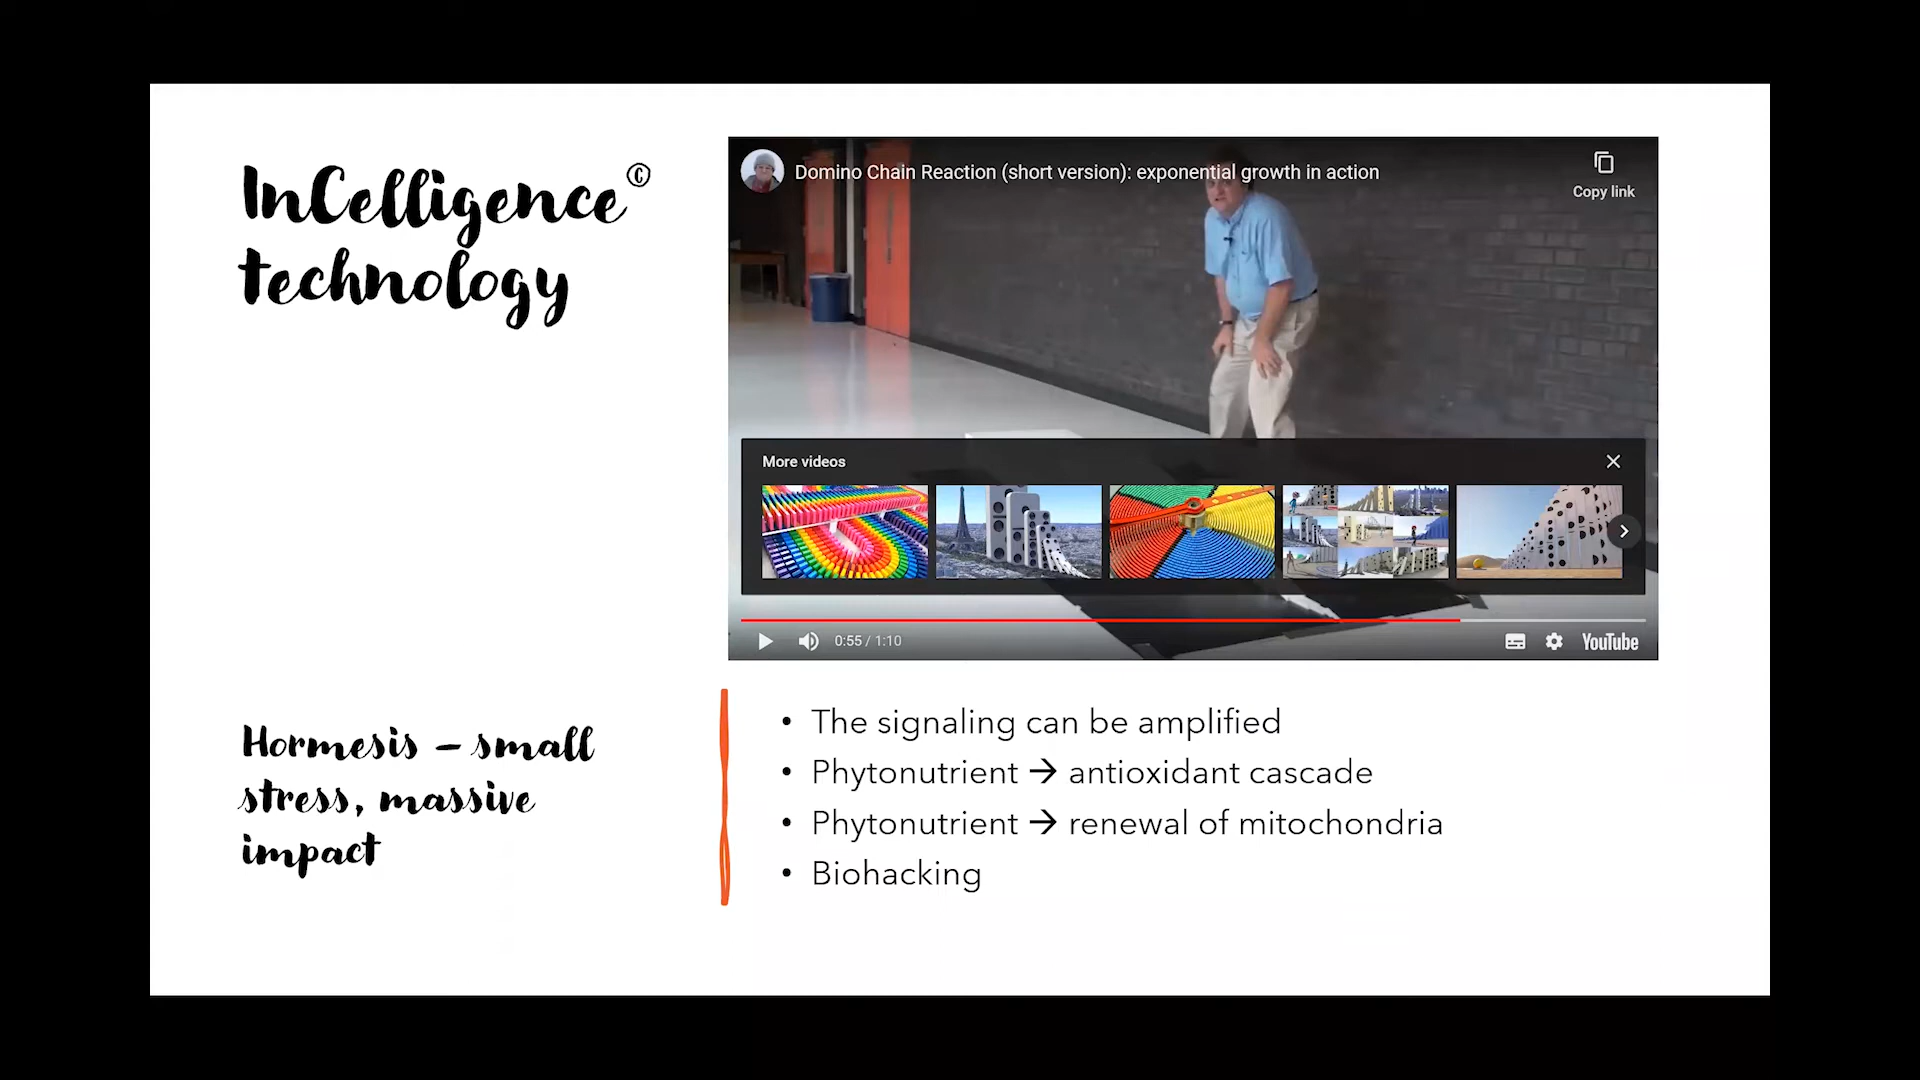 InCelligence©
technology
Domino Chain Reaction (short version): exponential growth in action
Copy link
More videos
0:55 / 1:10
YouTube
Hormesis – small
stress, massive
impact
• The signaling can be amplified
• Phytonutrient → antioxidant cascade
• Phytonutrient → renewal of mitochondria
• Biohacking